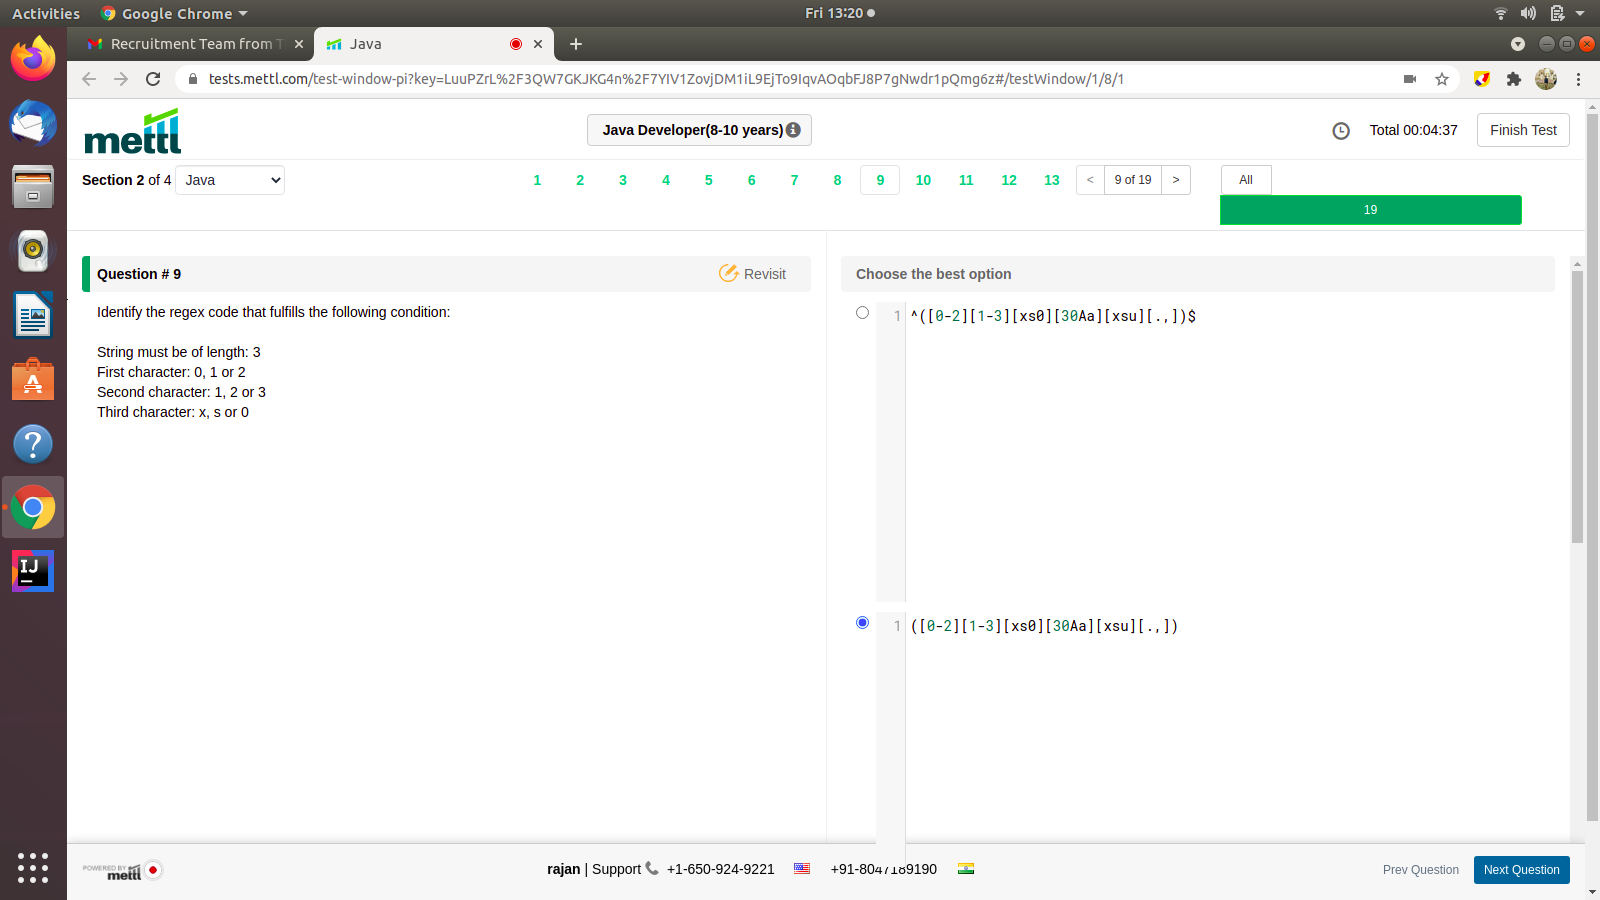 Activities
Google Chrome
Fri 13:20
Recruitment Team from T
Java
tests.mettl.com/test-window-pi?key=LuuPZrL%2F3QW7GKJKG4n%2F7YIV1ZovjDM1iL9EjTo9IqvAOqbFJ8P7gNwdr1pQmg6z#/testWindow/1/8/1
mettl
Java Developer(8-10 years)
Total 00:04:37
Finish Test
Section 2 of 4
Java
1 2 3 4 5 6 7 8 9 10 11 12 13
< 9 of 19 >
All
19
Question # 9
Revisit
Choose the best option
Identify the regex code that fulfills the following condition:
String must be of length: 3
First character: 0, 1 or 2
Second character: 1, 2 or 3
Third character: x, s or 0
1 ^([0-2][1-3][xs0][30Aa][xsu][.,])$
1 ([0-2][1-3][xs0][30Aa][xsu][.,])
IJ
POWERED BY
mettl
rajan | Support +1-650-924-9221 +91-8047189190
Prev Question
Next Question